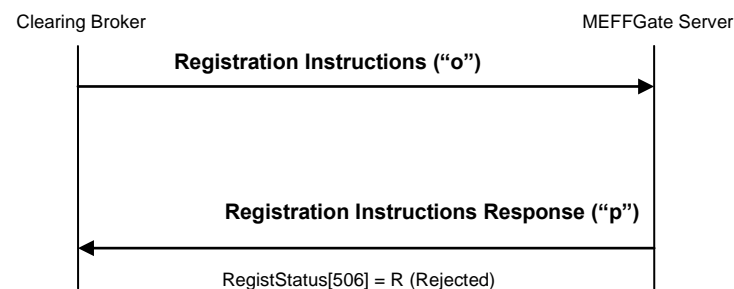 Clearing Broker
MEFFGate Server
Registration Instructions (“o”)
Registration Instructions Response (“p”)
RegistStatus[506] = R (Rejected)